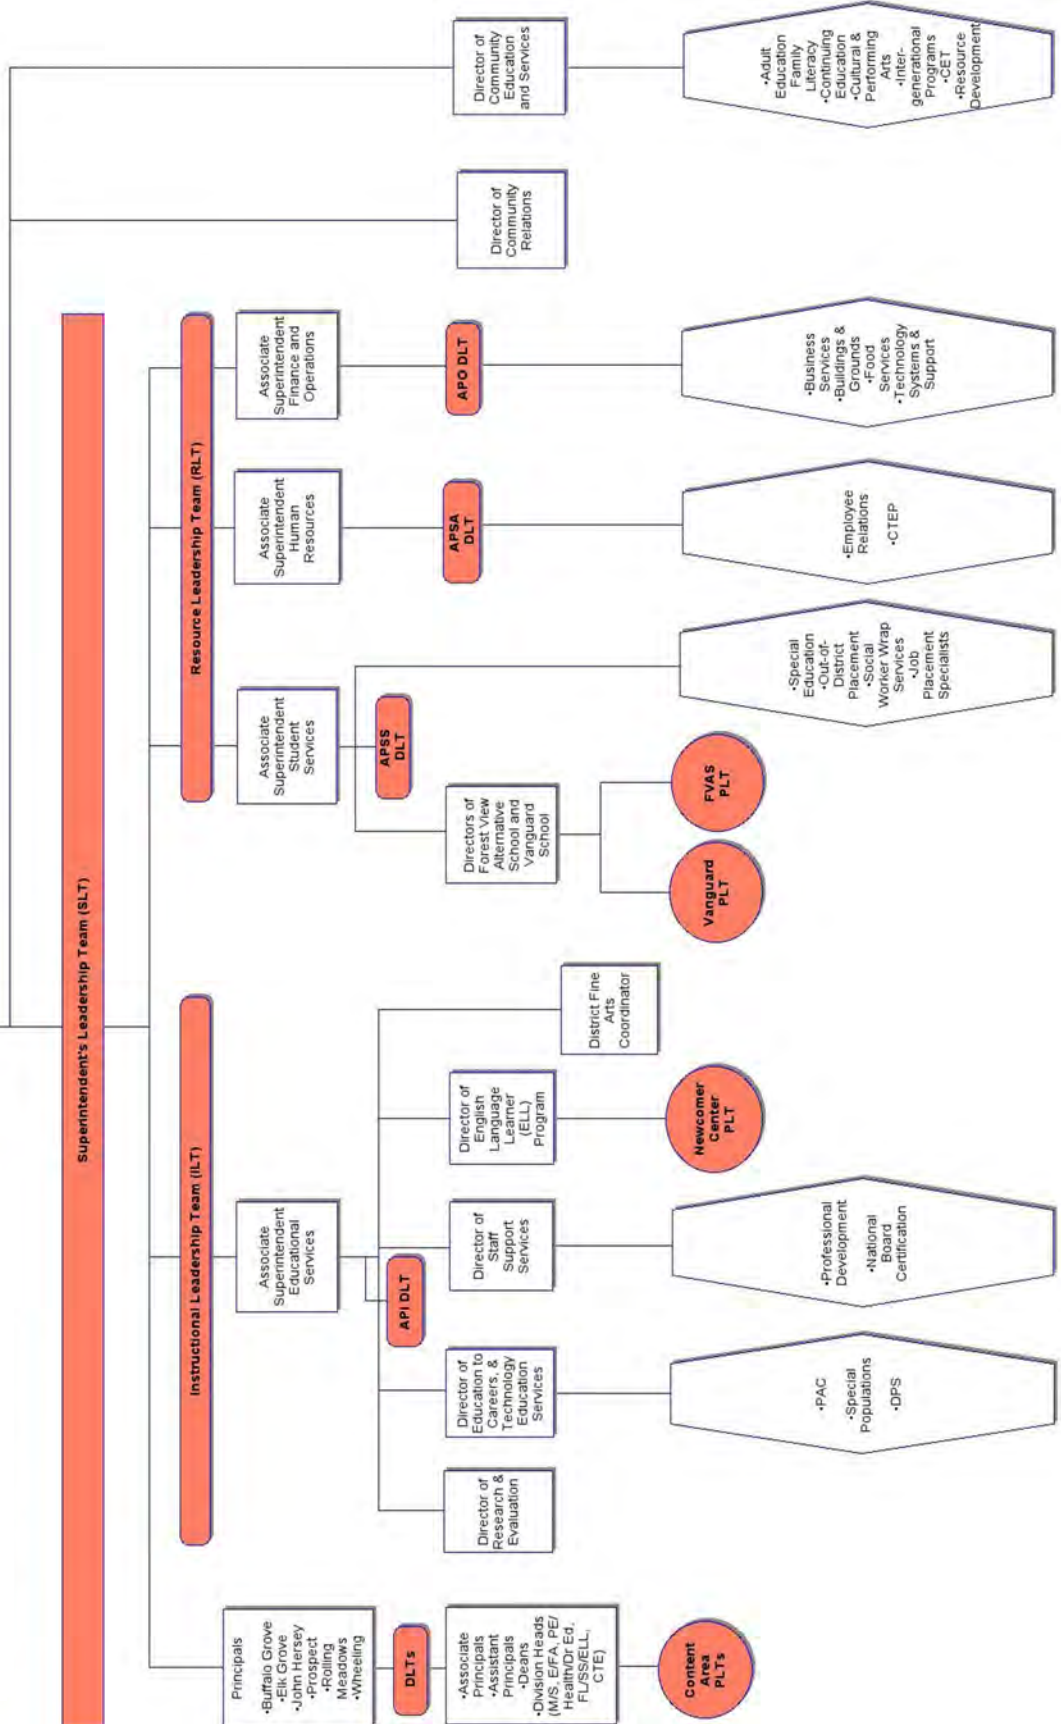 Superintendent's Leadership Team (SLT)
Instructional Leadership Team (ILT)
Resource Leadership Team (RLT)
Principals
•Buffalo Grove
•Elk Grove
•John Hersey
•Prospect
•Rolling
Meadows
•Wheeling
DLTs
•Associate
Principals
•Assistant
Principals
•Deans
•Division Heads
(M/S, E/FA, PE/
Health/Dr Ed,
FL/SS/ELL,
CTE)
Content
Area
PLTs
Associate
Superintendent
Educational
Services
API DLT
Director of
Research &
Evaluation
Director of
Education to
Careers, &
Technology
Education
Services
•PAC
•Special
Populations
•DPS
Director of
Staff
Support
Services
•Professional
Development
•National
Board
Certification
Director of
English
Language
Learner
(ELL)
Program
Newcomer
Center
PLT
District Fine
Arts
Coordinator
Associate
Superintendent
Student
Services
APSS
DLT
Directors of
Forest View
Alternative
School and
Vanguard
School
Vanguard
PLT
FVAS
PLT
•Special
Education
•Out-of-
District
Placement
•Social
Worker Wrap
Services
•Job
Placement
Specialists
Associate
Superintendent
Human
Resources
APSA
DLT
•Employee
Relations
•CTEP
Associate
Superintendent
Finance and
Operations
APO DLT
•Business
Services
•Buildings &
Grounds
•Food
Services
•Technology
Systems &
Support
Director of
Community
Relations
Director of
Community
Education
and Services
•Adult
Education
Family
Literacy
•Continuing
Education
•Cultural &
Performing
Arts
•Inter-
generational
Programs
•CET
•Resource
Development